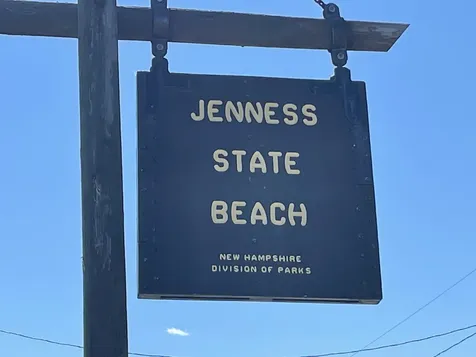 JENNESS
STATE
BEACH
NEW HAMPSHIRE
DIVISION OF PARKS